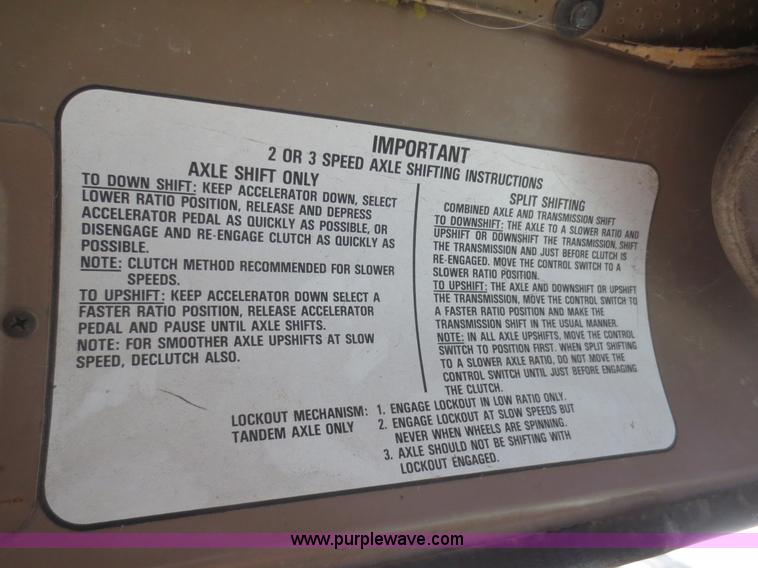 IMPORTANT
2 OR 3 SPEED AXLE SHIFTING INSTRUCTIONS
AXLE SHIFT ONLY
TO DOWN SHIFT: KEEP ACCELERATOR DOWN, SELECT
LOWER RATIO POSITION, RELEASE AND DEPRESS
ACCELERATOR PEDAL AS QUICKLY AS POSSIBLE, OR
DISENGAGE AND RE-ENGAGE CLUTCH AS QUICKLY AS
POSSIBLE.
NOTE: CLUTCH METHOD RECOMMENDED FOR SLOWER
SPEEDS.
TO UPSHIFT: KEEP ACCELERATOR DOWN SELECT A
FASTER RATIO POSITION, RELEASE ACCELERATOR
PEDAL AND PAUSE UNTIL AXLE SHIFTS.
NOTE: FOR SMOOTHER AXLE UPSHIFTS AT SLOW
SPEED, DECLUTCH ALSO.
SPLIT SHIFTING
COMBINED AXLE AND TRANSMISSION SHIFT
TO DOWNSHIFT: THE AXLE TO A SLOWER RATIO AND
UPSHIFT OR DOWNSHIFT THE TRANSMISSION, SHIFT
THE TRANSMISSION AND JUST BEFORE CLUTCH IS
RE-ENGAGED. MOVE THE CONTROL SWITCH TO A
SLOWER RATIO POSITION.
TO UPSHIFT: THE AXLE AND DOWNSHIFT OR UPSHIFT
THE TRANSMISSION, MOVE THE CONTROL SWITCH TO
A FASTER RATIO POSITION AND MAKE THE
TRANSMISSION SHIFT IN THE USUAL MANNER.
NOTE: IN ALL AXLE UPSHIFTS, MOVE THE CONTROL
SWITCH TO POSITION FIRST. WHEN SPLIT SHIFTING
TO A SLOWER AXLE RATIO, DO NOT MOVE THE
CONTROL SWITCH UNTIL JUST BEFORE ENGAGING
THE CLUTCH.
LOCKOUT MECHANISM:
TANDEM AXLE ONLY
1. ENGAGE LOCKOUT IN LOW RATIO ONLY.
2. ENGAGE LOCKOUT AT SLOW SPEEDS BUT
NEVER WHEN WHEELS ARE SPINNING.
3. AXLE SHOULD NOT BE SHIFTING WITH
LOCKOUT ENGAGED.
www.purplewave.com